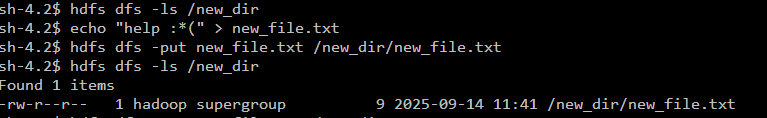 sh-4.2$ hdfs dfs -ls /new_dir
sh-4.2$ echo "help :*(" > new_file.txt
sh-4.2$ hdfs dfs -put new_file.txt /new_dir/new_file.txt
sh-4.2$ hdfs dfs -ls /new_dir
Found 1 items
-rw-r--r--   1 hadoop supergroup          9 2025-09-14 11:41 /new_dir/new_file.txt